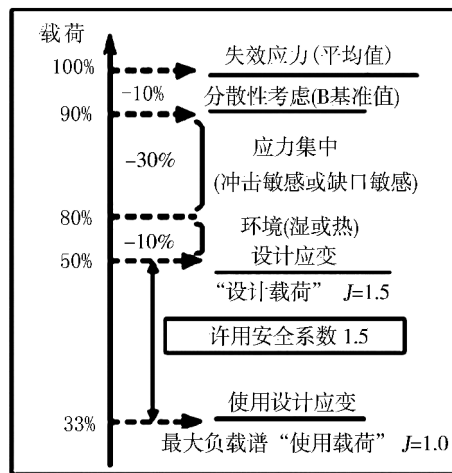 载荷
100%
失效应力(平均值)
-10%
分散性考虑(B基准值)
90%
-30%
应力集中
(冲击敏感或缺口敏感)
80%
环境(湿或热)
-10%
50%
设计应变
“设计载荷” J=1.5
许用安全系数 1.5
使用设计应变
33%
最大负载谱“使用载荷” J=1.0